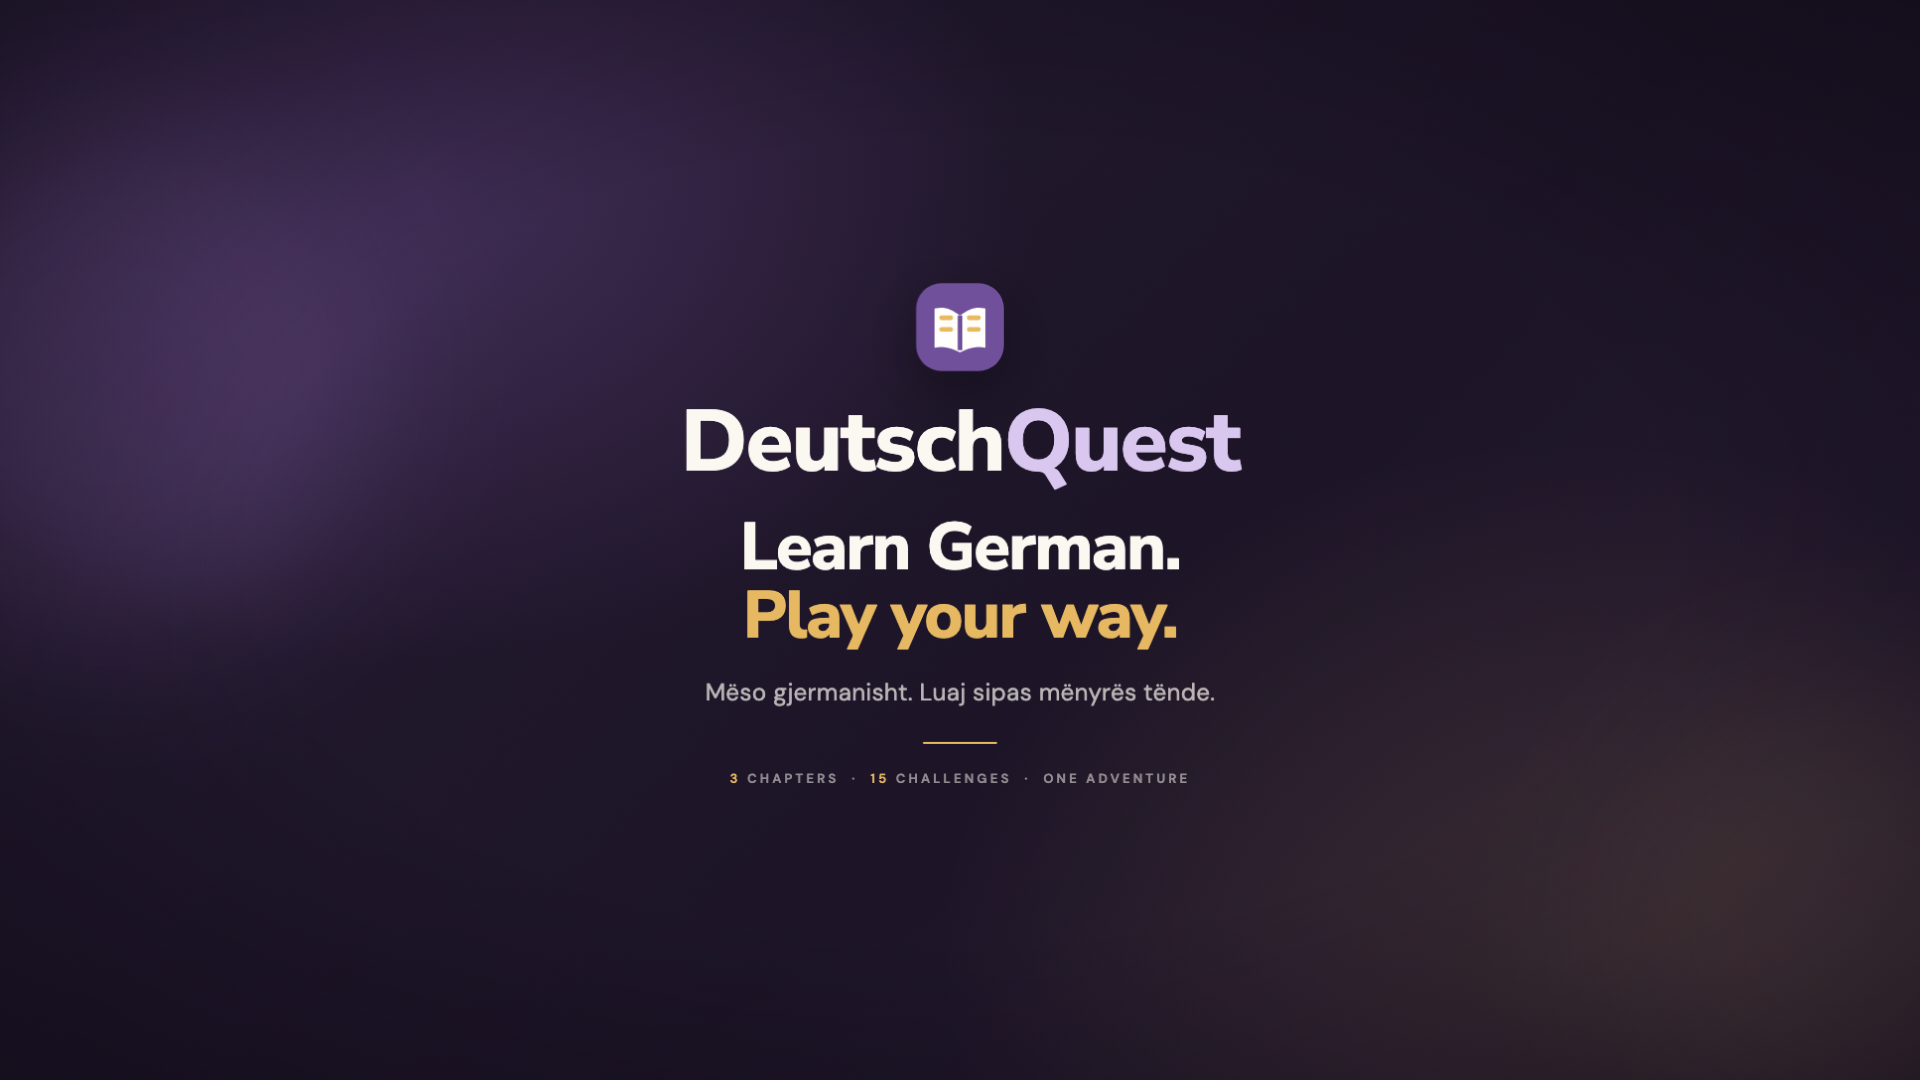 DeutschQuest
Learn German.
Play your way.
Mëso gjermanisht. Luaj sipas mënyrës tënde.
3 CHAPTERS · 15 CHALLENGES · ONE ADVENTURE